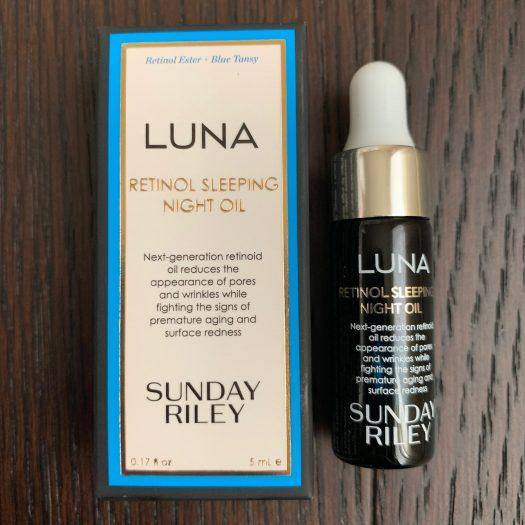 Retinol Ester + Blue Tansy
LUNA
RETINOL SLEEPING
NIGHT OIL
Next-generation retinoid
oil reduces the
appearance of pores
and wrinkles while
fighting the signs of
premature aging and
surface redness
SUNDAY
RILEY
0.17 fl oz 5 mL e
LUNA
RETINOL SLEEPING
NIGHT OIL
Next-generation retinoid
oil reduces the
appearance of pores
and wrinkles while
fighting the signs of
premature aging and
surface redness
SUNDAY
RILEY